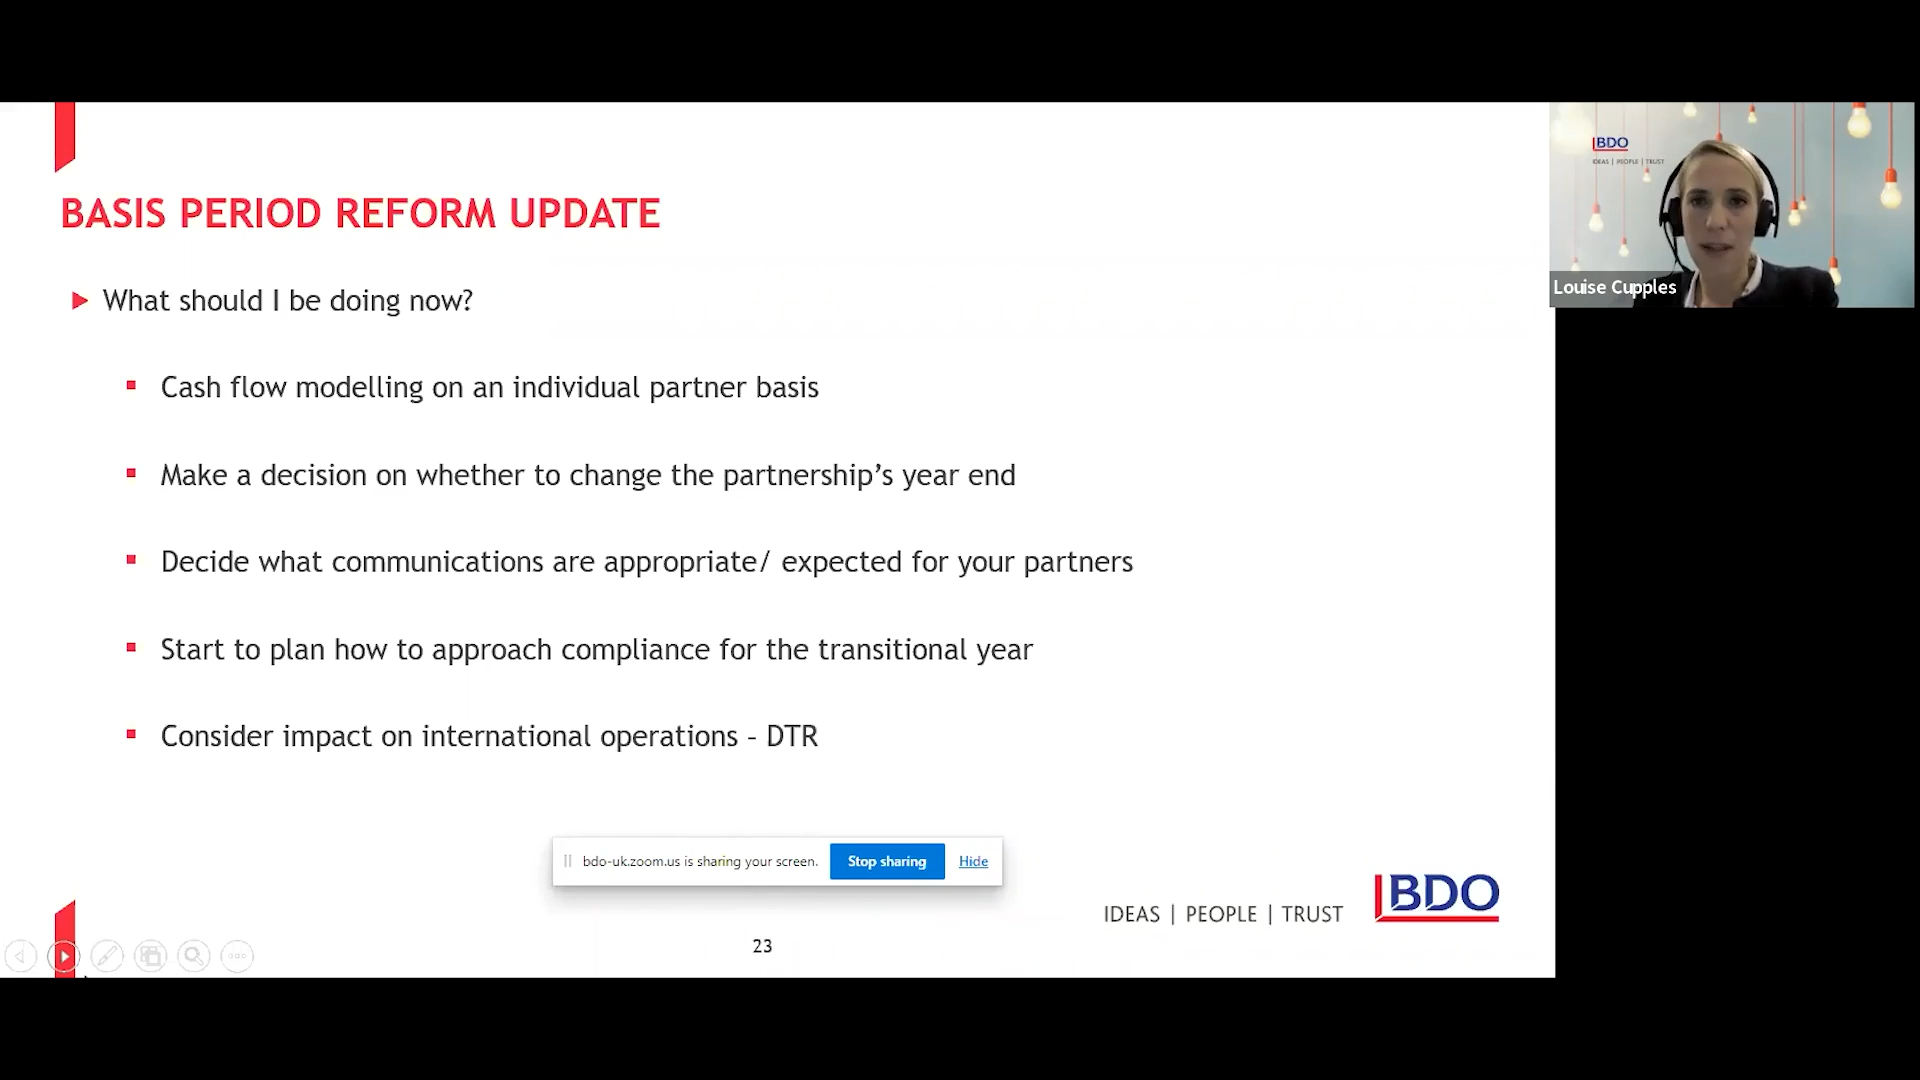 BASIS PERIOD REFORM UPDATE
What should I be doing now?
Cash flow modelling on an individual partner basis
Make a decision on whether to change the partnership’s year end
Decide what communications are appropriate/ expected for your partners
Start to plan how to approach compliance for the transitional year
Consider impact on international operations – DTR
bdo-uk.zoom.us is sharing your screen. Stop sharing Hide
IDEAS | PEOPLE | TRUST BDO
23
BDO
IDEAS | PEOPLE | TRUST
Louise Cupples